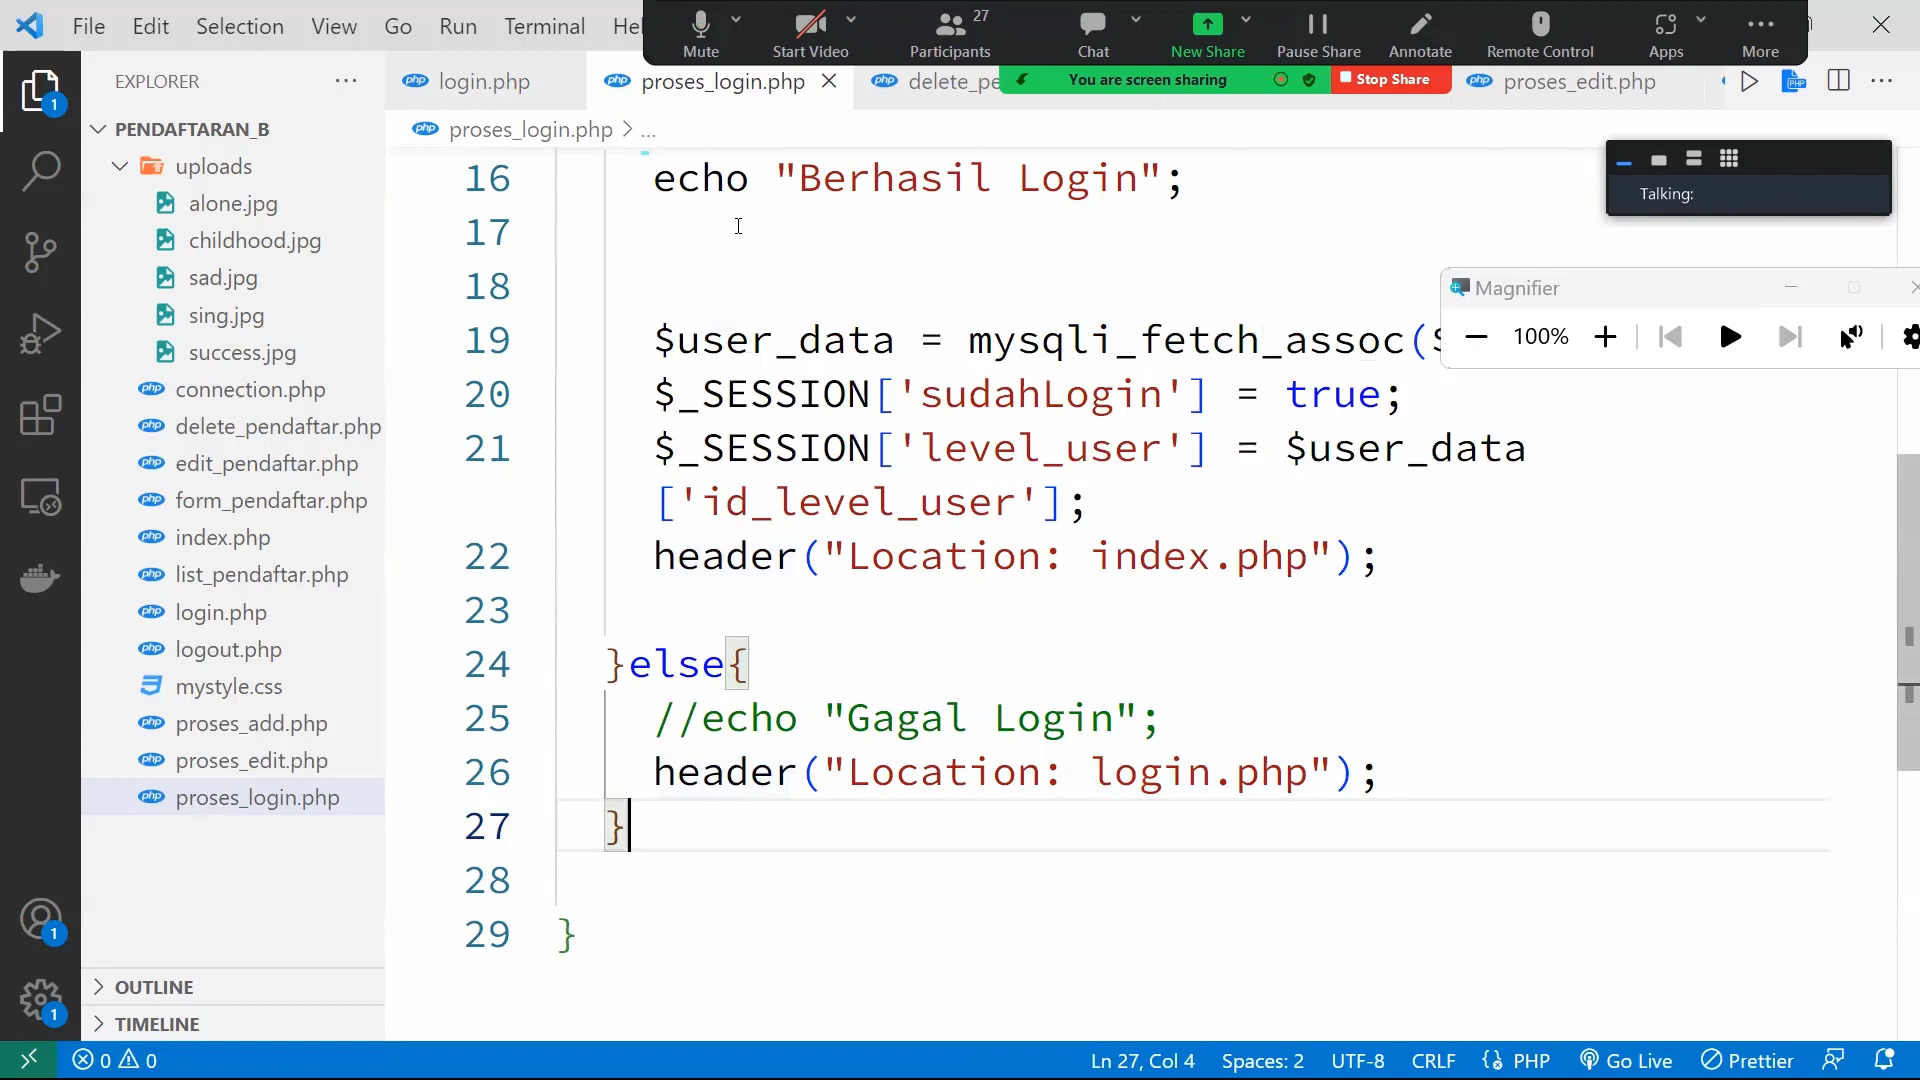 File Edit Selection View Go Run Terminal
Mute
Start Video
27
Participants
Chat
New Share
Pause Share
Annotate
Remote Control
Apps
More
You are screen sharing
Stop Share
EXPLORER
login.php
proses_login.php
proses_edit.php
proses_login.php > ...
PENDAFTARAN_B
uploads
alone.jpg
childhood.jpg
sad.jpg
sing.jpg
success.jpg
connection.php
delete_pendaftar.php
edit_pendaftar.php
form_pendaftar.php
index.php
list_pendaftar.php
login.php
logout.php
mystyle.css
proses_add.php
proses_edit.php
proses_login.php
OUTLINE
TIMELINE
Talking:
Magnifier
100%
16 echo "Berhasil Login";
17
18
19 $user_data = mysqli_fetch_assoc(
20 $_SESSION['sudahLogin'] = true;
21 $_SESSION['level_user'] = $user_data
['id_level_user'];
22 header("Location: index.php");
23
24 }else{
25 //echo "Gagal Login";
26 header("Location: login.php");
27 }
28
29 }
0 0
Ln 27, Col 4
Spaces: 2
UTF-8
CRLF
PHP
Go Live
Prettier